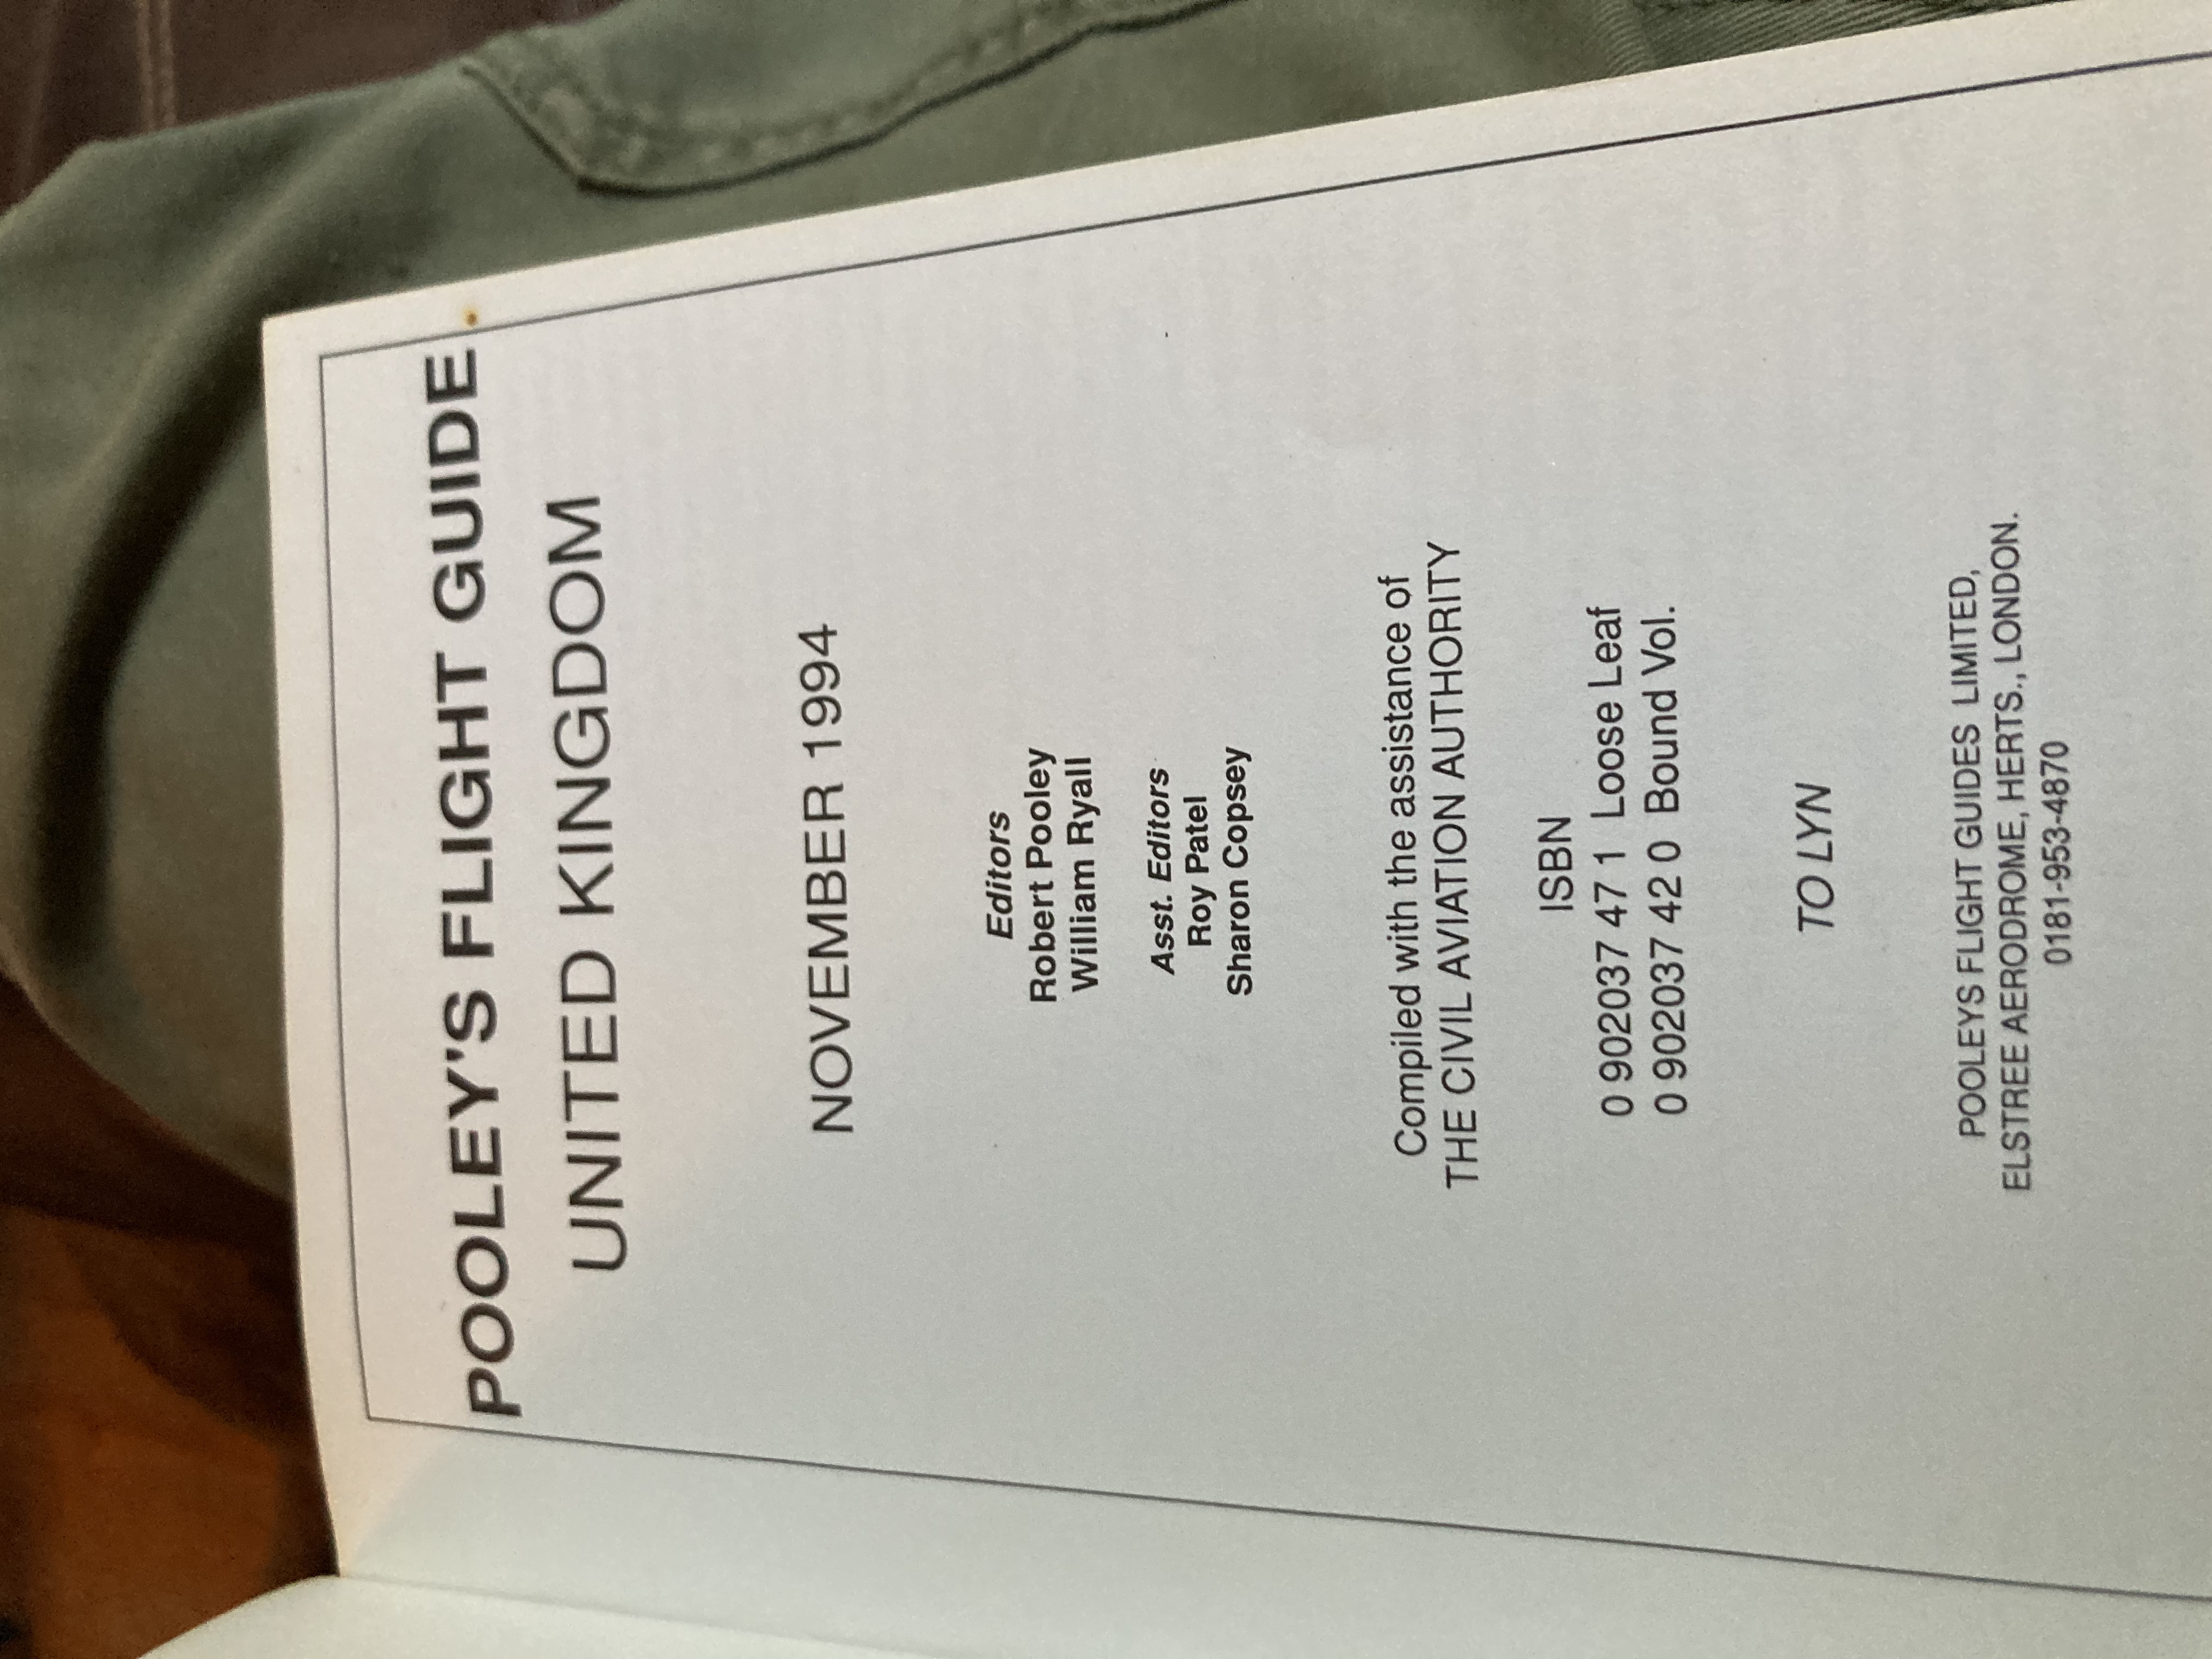 POOLEY'S FLIGHT GUIDE
UNITED KINGDOM
NOVEMBER 1994
Editors
Robert Pooley
William Ryall
Asst. Editors
Roy Patel
Sharon Copsey
Compiled with the assistance of
THE CIVIL AVIATION AUTHORITY
ISBN
0 902037 47 1 Loose Leaf
0 902037 42 0 Bound Vol.
TO LYN
POOLEYS FLIGHT GUIDES LIMITED,
ELSTREE AERODROME, HERTS., LONDON.
0181-953-4870